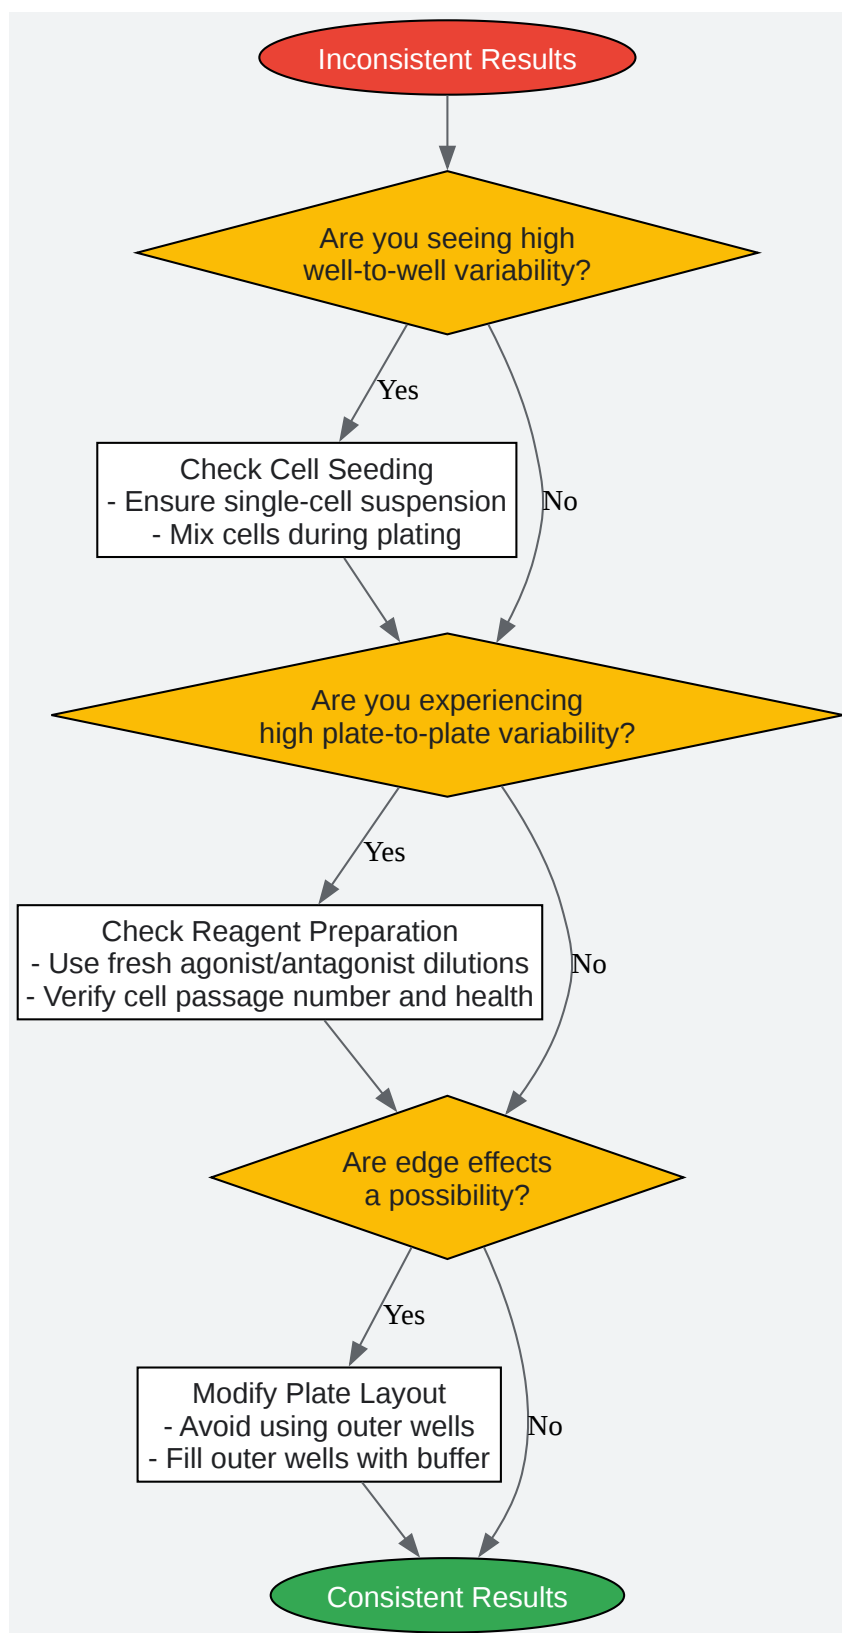 Inconsistent Results
Are you seeing high
well-to-well variability?
Yes
Check Cell Seeding
- Ensure single-cell suspension
- Mix cells during plating
No
Are you experiencing
high plate-to-plate variability?
Yes
Check Reagent Preparation
- Use fresh agonist/antagonist dilutions
- Verify cell passage number and health
No
Are edge effects
a possibility?
Yes
Modify Plate Layout
- Avoid using outer wells
- Fill outer wells with buffer
No
Consistent Results